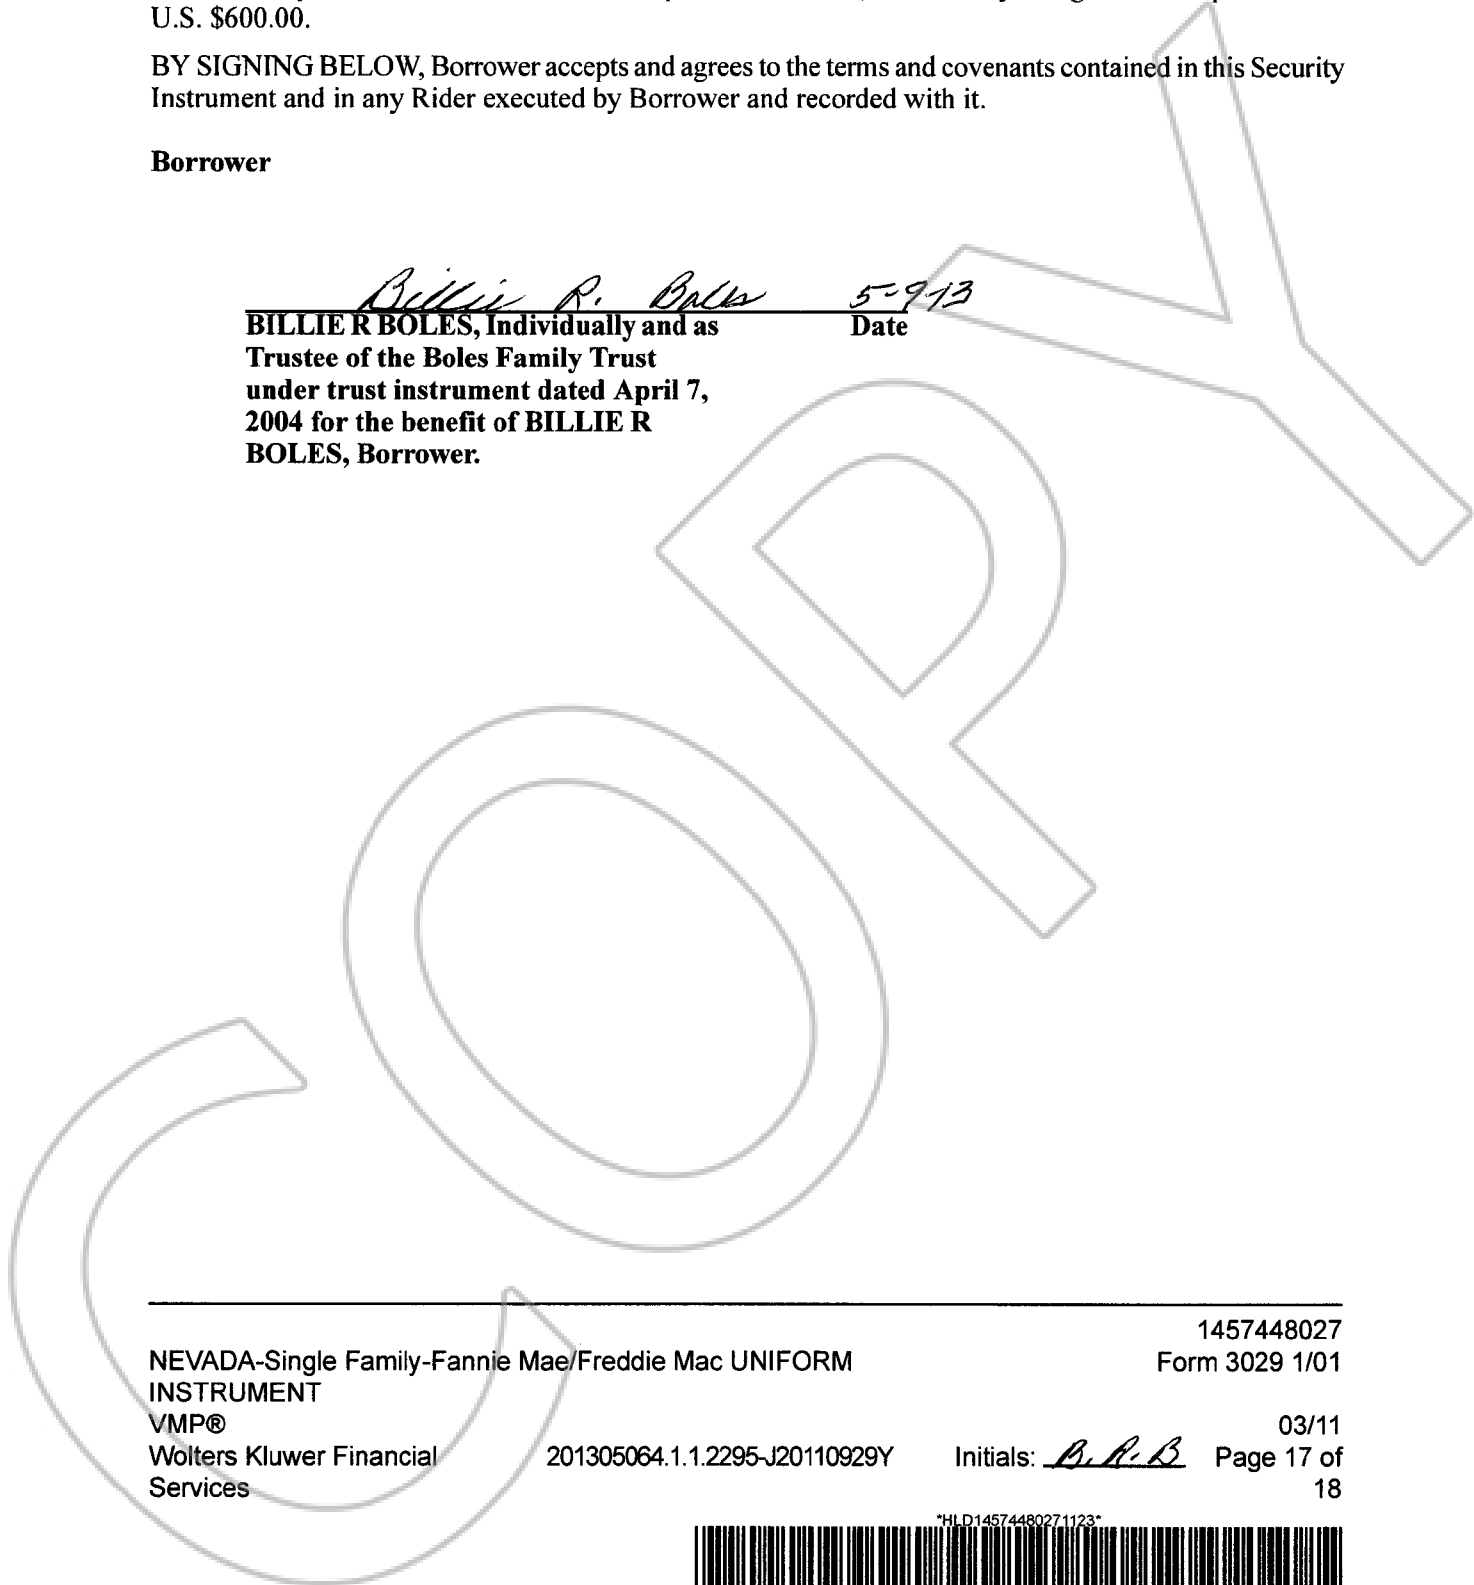 U.S. $600.00.
BY SIGNING BELOW, Borrower accepts and agrees to the terms and covenants contained in this Security
Instrument and in any Rider executed by Borrower and recorded with it.
Borrower
Billie R. Boles 5-9-13
BILLIE R BOLES, Individually and as Date
Trustee of the Boles Family Trust
under trust instrument dated April 7,
2004 for the benefit of BILLIE R
BOLES, Borrower.
COPY
1457448027
NEVADA-Single Family-Fannie Mae/Freddie Mac UNIFORM Form 3029 1/01
INSTRUMENT
VMP® 03/11
Wolters Kluwer Financial 201305064.1.1.2295-J20110929Y Initials: B.R.B Page 17 of
Services 18
*HLD14574480271123*